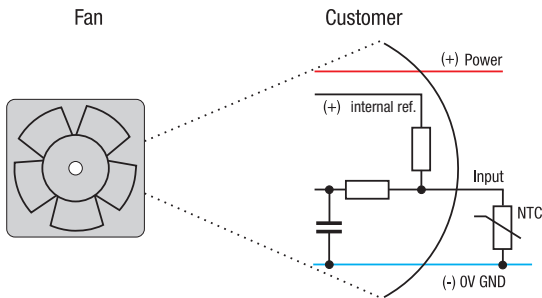 Fan
Customer
(+) Power
(+) internal ref.
Input
NTC
(-) 0V GND